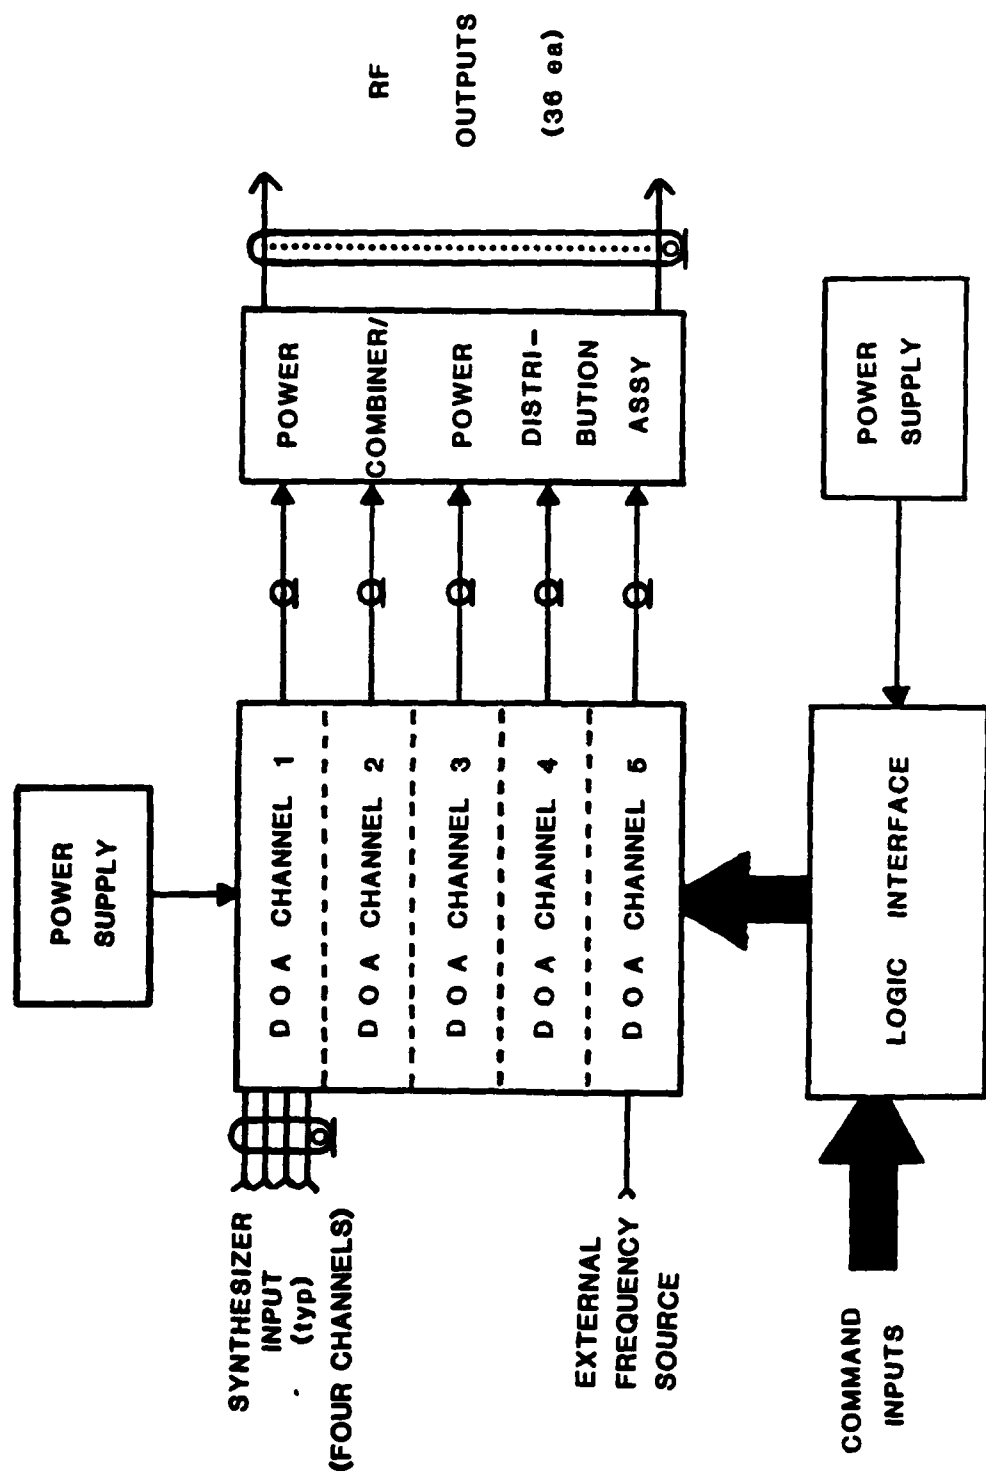 POWER
SUPPLY
SYNTHESIZER
INPUT
(typ)
(FOUR CHANNELS)
EXTERNAL
FREQUENCY
SOURCE
D O A CHANNEL 1
D O A CHANNEL 2
D O A CHANNEL 3
D O A CHANNEL 4
D O A CHANNEL 5
POWER
COMBINER/
POWER
DISTRI-
BUTION
ASSY
RF
OUTPUTS
(36 ea)
COMMAND
INPUTS
LOGIC INTERFACE
POWER
SUPPLY